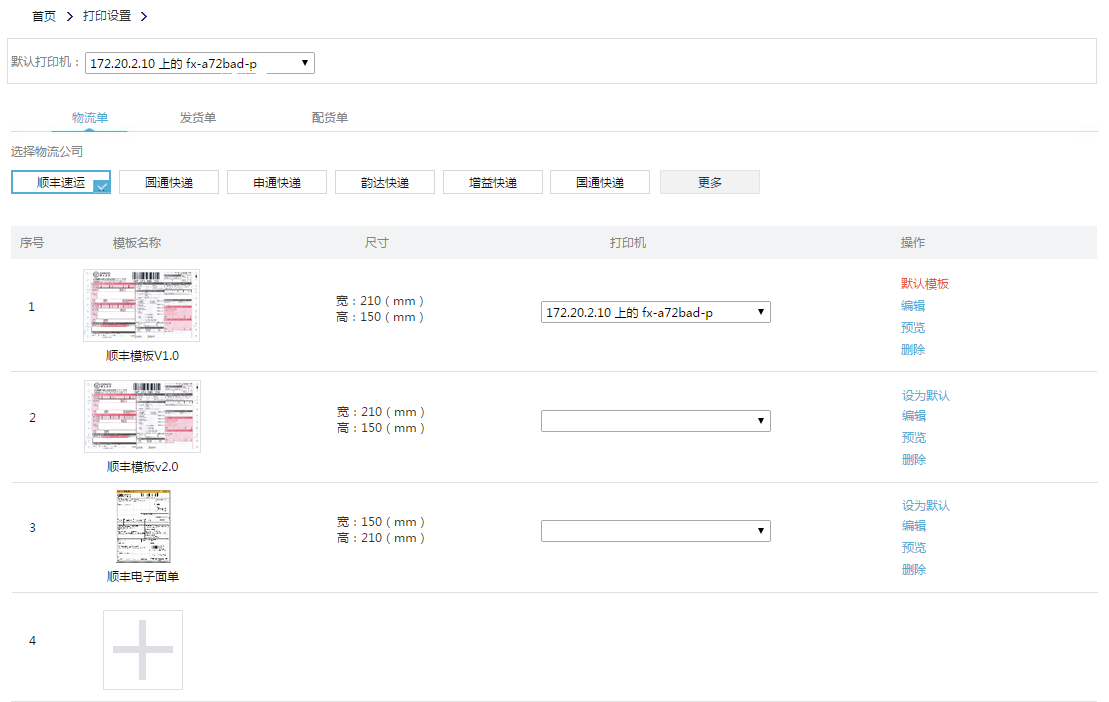 首页 > 打印设置 >
默认打印机： 172.20.2.10 上的 fx-a72bad-p
物流单 发货单 配货单
选择物流公司
顺丰速运 圆通快递 申通快递 韵达快递 增益快递 国通快递 更多
序号 模板名称 尺寸 打印机 操作
1
顺丰模板V1.0
宽：210（mm）
高：150（mm）
172.20.2.10 上的 fx-a72bad-p
默认模板
编辑
预览
删除
2
顺丰模板v2.0
宽：210（mm）
高：150（mm）
设为默认
编辑
预览
删除
3
顺丰电子面单
宽：150（mm）
高：210（mm）
设为默认
编辑
预览
删除
4